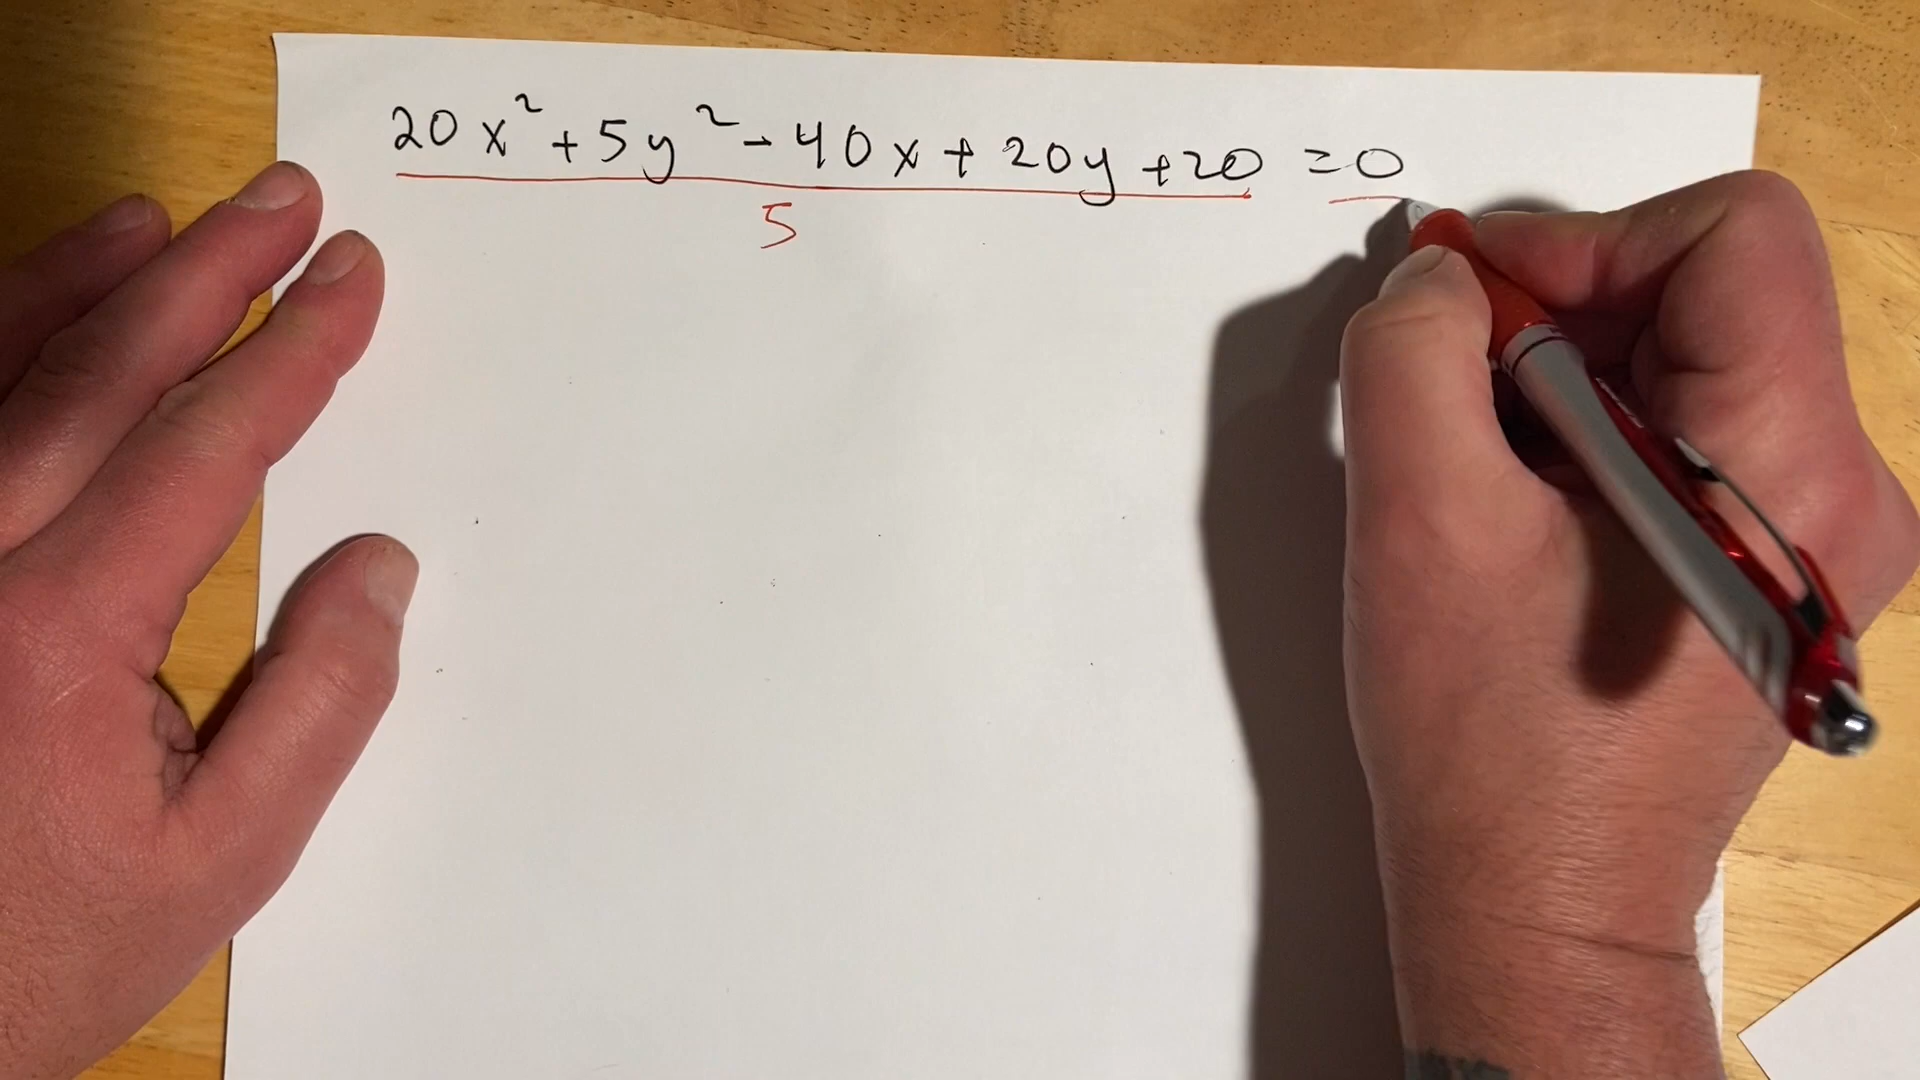 20x² + 5y² - 40x + 20y + 20 = 0
5